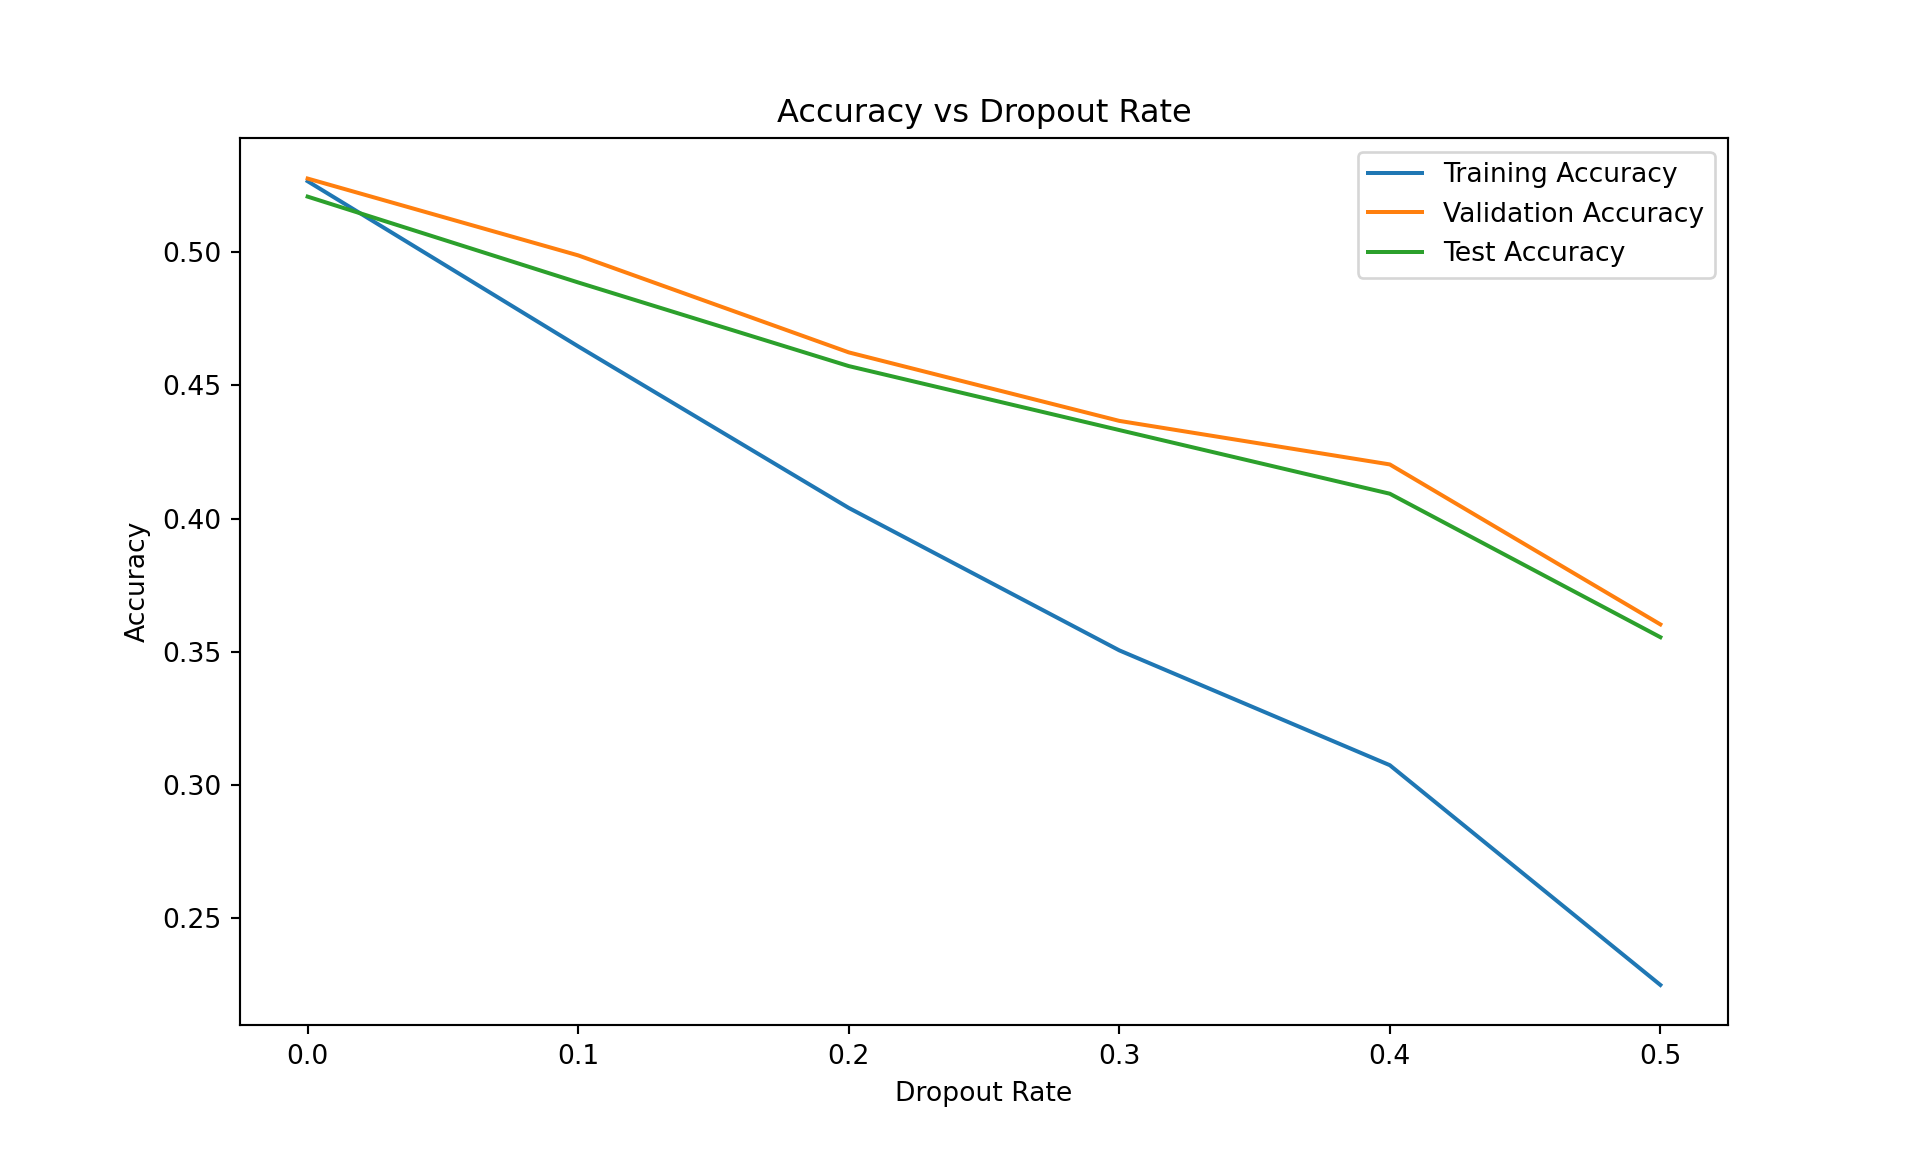 Accuracy vs Dropout Rate
Training Accuracy
Validation Accuracy
Test Accuracy
Accuracy
0.50
0.45
0.40
0.35
0.30
0.25
0.0 0.1 0.2 0.3 0.4 0.5
Dropout Rate